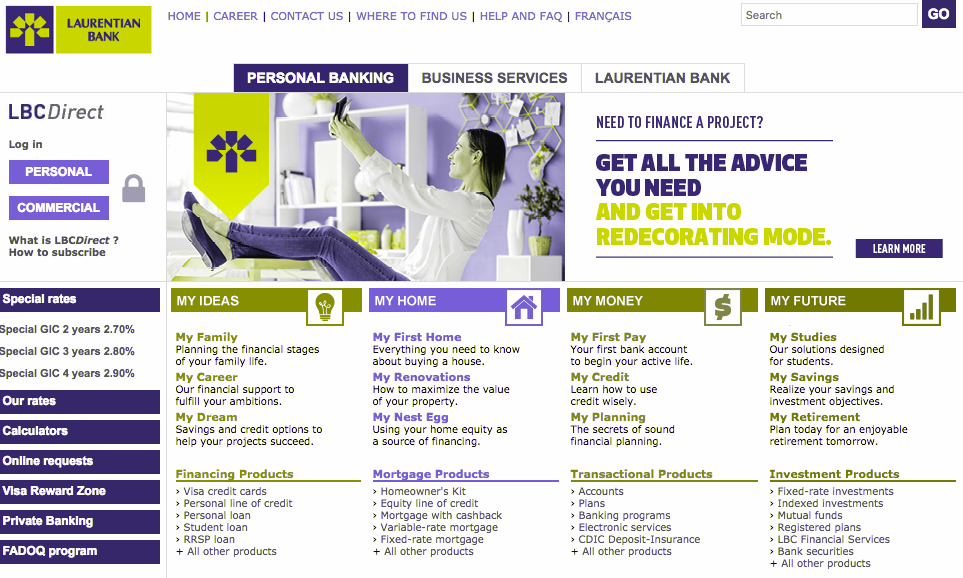 LAURENTIAN
BANK
HOME | CAREER | CONTACT US | WHERE TO FIND US | HELP AND FAQ | FRANÇAIS
Search
GO
PERSONAL BANKING
BUSINESS SERVICES
LAURENTIAN BANK
LBCDirect
Log in
PERSONAL
COMMERCIAL
What is LBCDirect ?
How to subscribe
NEED TO FINANCE A PROJECT?
GET ALL THE ADVICE
YOU NEED
AND GET INTO
REDECORATING MODE.
LEARN MORE
Special rates
Special GIC 2 years 2.70%
Special GIC 3 years 2.80%
Special GIC 4 years 2.90%
Our rates
Calculators
Online requests
Visa Reward Zone
Private Banking
FADOQ program
MY IDEAS
My Family
Planning the financial stages
of your family life.
My Career
Our financial support to
fulfill your ambitions.
My Dream
Savings and credit options to
help your projects succeed.
Financing Products
› Visa credit cards
› Personal line of credit
› Personal loan
› Student loan
› RRSP loan
+ All other products
MY HOME
My First Home
Everything you need to know
about buying a house.
My Renovations
How to maximize the value
of your property.
My Nest Egg
Using your home equity as
a source of financing.
Mortgage Products
› Homeowner's Kit
› Equity line of credit
› Mortgage with cashback
› Variable-rate mortgage
› Fixed-rate mortgage
+ All other products
MY MONEY
$
My First Pay
Your first bank account
to begin your active life.
My Credit
Learn how to use
credit wisely.
My Planning
The secrets of sound
financial planning.
Transactional Products
› Accounts
› Plans
› Banking programs
› Electronic services
› CDIC Deposit-Insurance
+ All other products
MY FUTURE
My Studies
Our solutions designed
for students.
My Savings
Realize your savings and
investment objectives.
My Retirement
Plan today for an enjoyable
retirement tomorrow.
Investment Products
› Fixed-rate investments
› Indexed investments
› Mutual funds
› Registered plans
› LBC Financial Services
› Bank securities
+ All other products